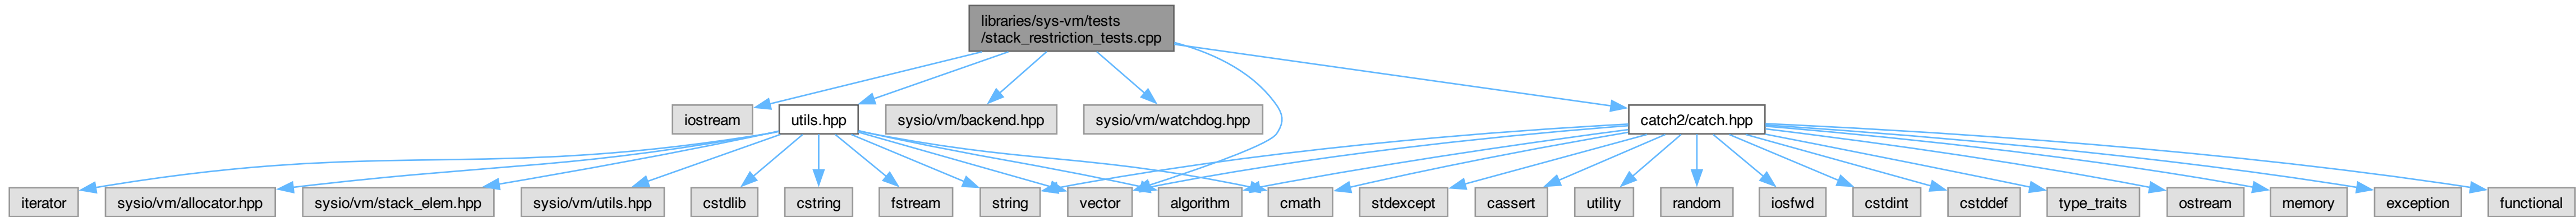 libraries/sys-vm/tests
/stack_restriction_tests.cpp
iostream
utils.hpp
sysio/vm/backend.hpp
sysio/vm/watchdog.hpp
catch2/catch.hpp
iterator
sysio/vm/allocator.hpp
sysio/vm/stack_elem.hpp
sysio/vm/utils.hpp
cstdlib
cstring
fstream
string
vector
algorithm
cmath
stdexcept
cassert
utility
random
iosfwd
cstdint
cstddef
type_traits
ostream
memory
exception
functional